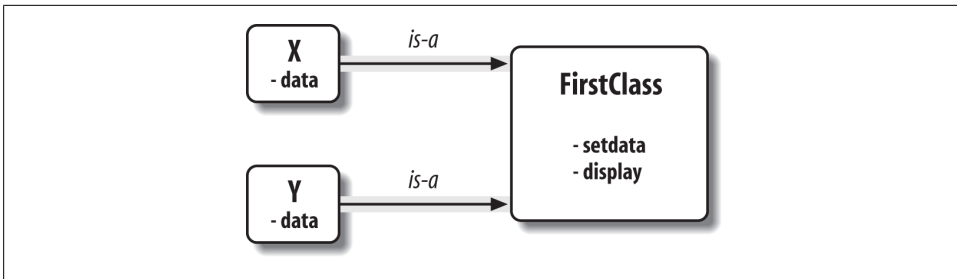 X
- data
is-a
FirstClass
- setdata
- display
Y
- data
is-a